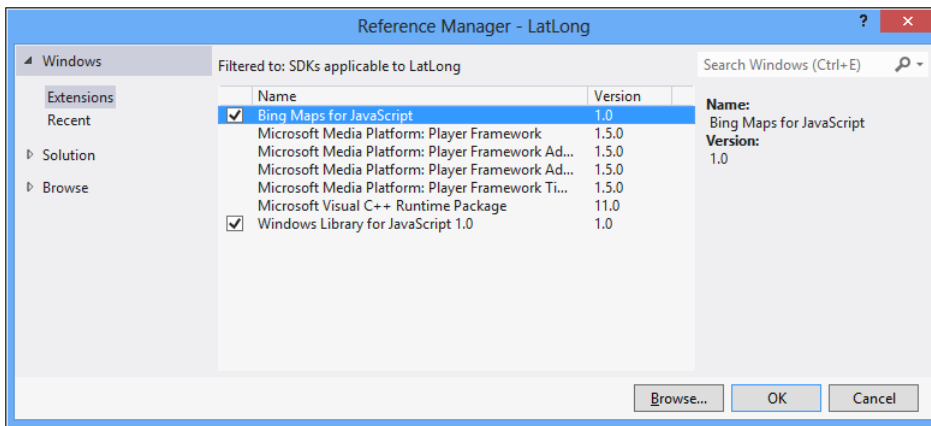 Reference Manager - LatLong
?
Windows
Extensions
Recent
Solution
Browse
Filtered to: SDKs applicable to LatLong
Name Version
Bing Maps for JavaScript 1.0
Microsoft Media Platform: Player Framework 1.5.0
Microsoft Media Platform: Player Framework Ad... 1.5.0
Microsoft Media Platform: Player Framework Ad... 1.5.0
Microsoft Media Platform: Player Framework Ti... 1.5.0
Microsoft Visual C++ Runtime Package 11.0
Windows Library for JavaScript 1.0 1.0
Search Windows (Ctrl+E)
Name:
Bing Maps for JavaScript
Version:
1.0
Browse... OK Cancel